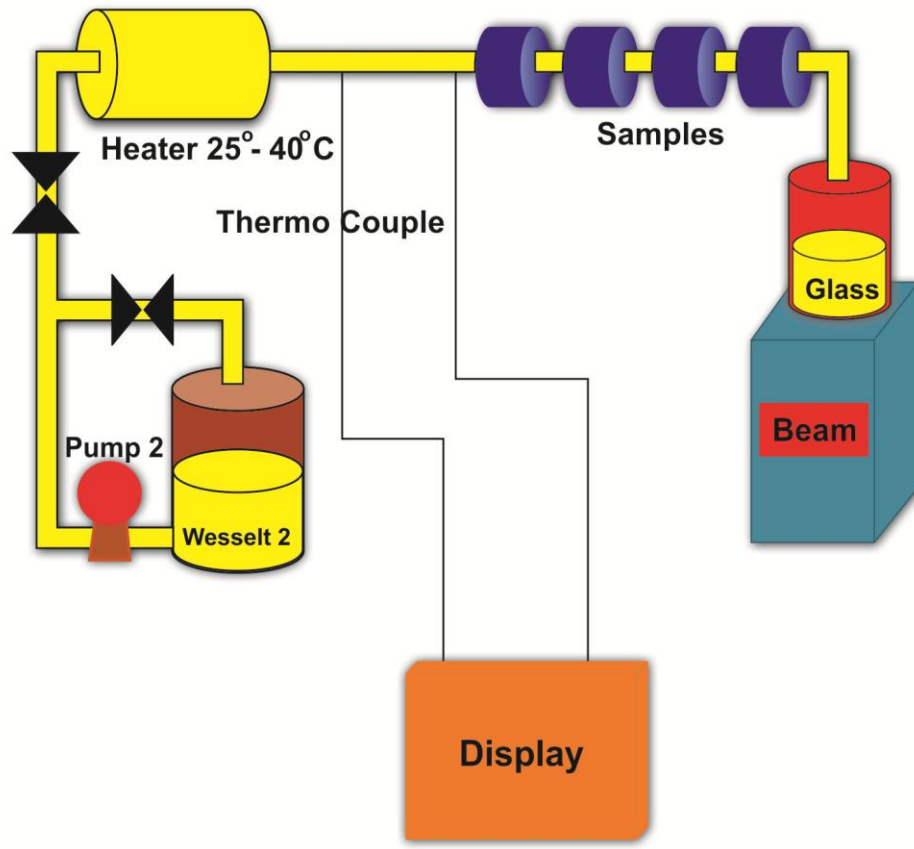 Heater 25°- 40°C
Samples
Thermo Couple
Glass
Beam
Pump 2
Wesselt 2
Display